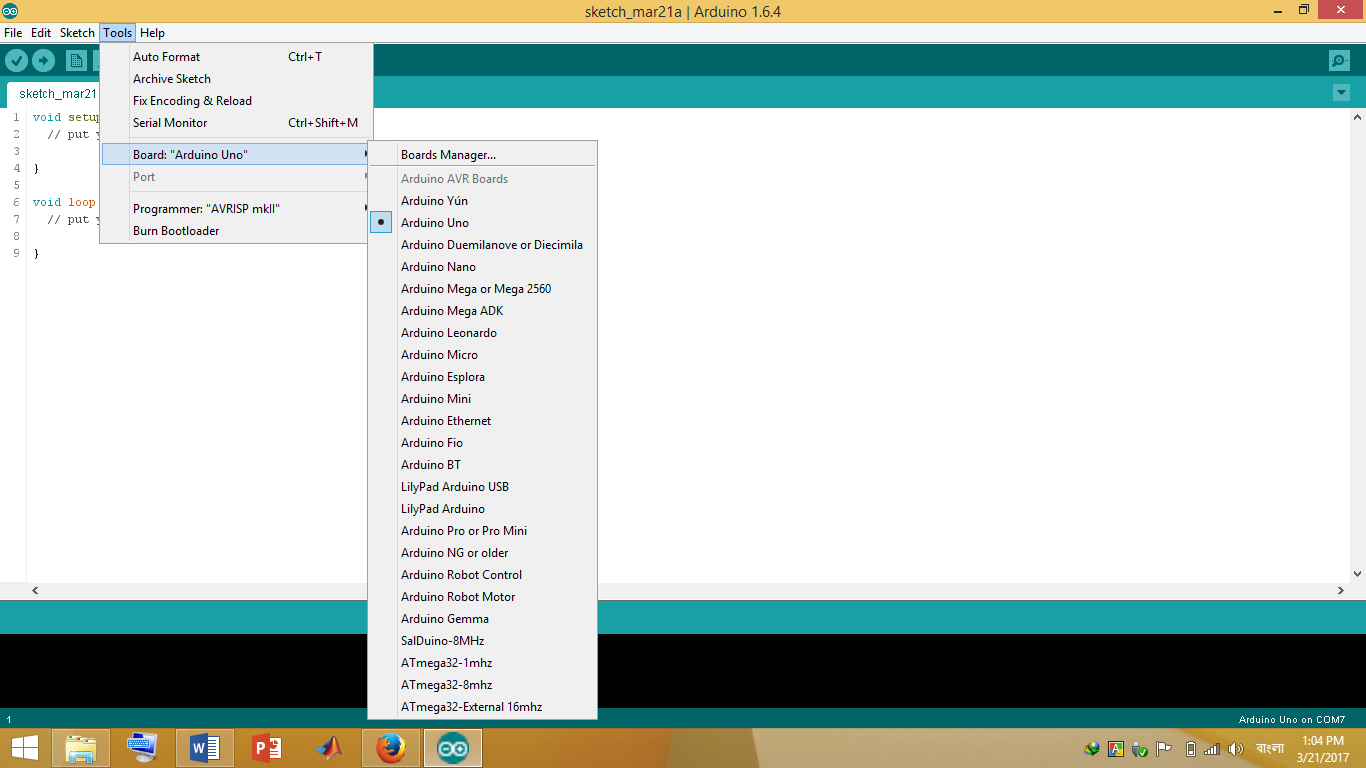 sketch_mar21a | Arduino 1.6.4
File Edit Sketch Tools Help
Auto Format Ctrl+T
Archive Sketch
Fix Encoding & Reload
Serial Monitor Ctrl+Shift+M
Board: "Arduino Uno"
Port
Programmer: "AVRISP mkII"
Burn Bootloader
Boards Manager...
Arduino AVR Boards
Arduino Yún
Arduino Uno
Arduino Duemilanove or Diecimila
Arduino Nano
Arduino Mega or Mega 2560
Arduino Mega ADK
Arduino Leonardo
Arduino Micro
Arduino Esplora
Arduino Mini
Arduino Ethernet
Arduino Fio
Arduino BT
LilyPad Arduino USB
LilyPad Arduino
Arduino Pro or Pro Mini
Arduino NG or older
Arduino Robot Control
Arduino Robot Motor
Arduino Gemma
SalDuino-8MHz
ATmega32-1mhz
ATmega32-8mhz
ATmega32-External 16mhz
sketch_mar21
1 void setup
2 // put y
3
4 }
5
6 void loop
7 // put y
8
9 }
1
Arduino Uno on COM7
বাংলা
1:04 PM
3/21/2017